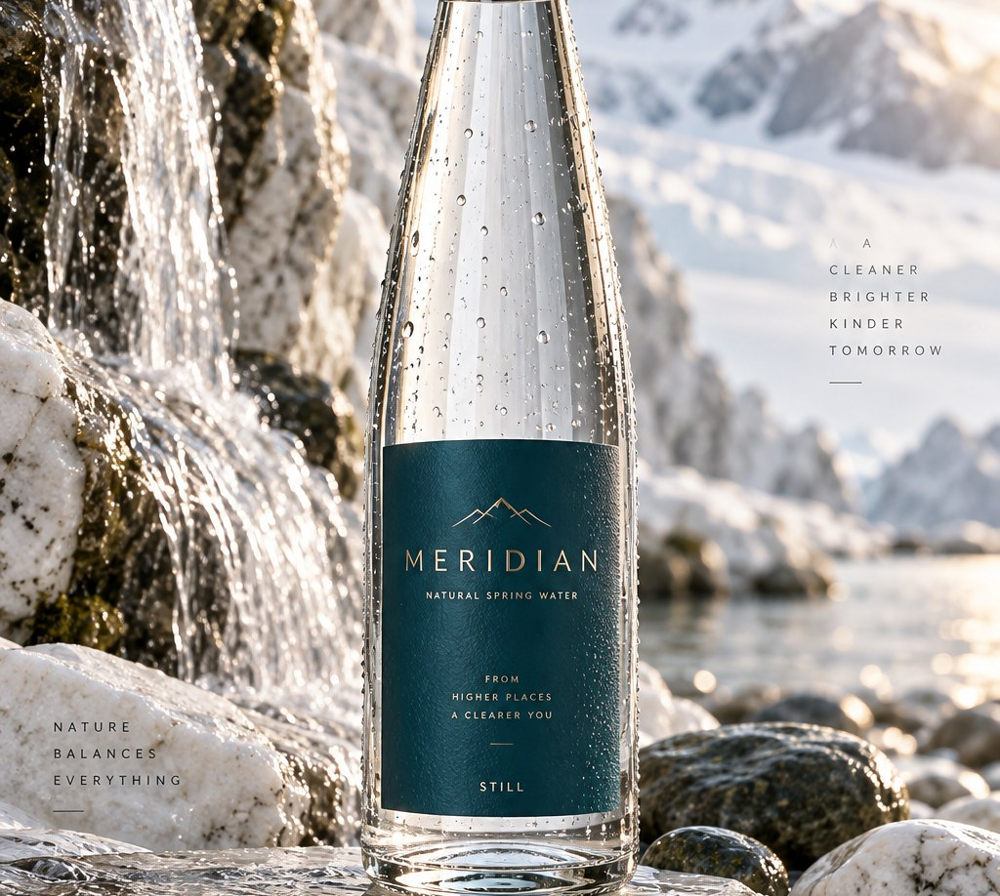 A A
CLEANER
BRIGHTER
KINDER
TOMORROW
MERIDIAN
NATURAL SPRING WATER
FROM
HIGHER PLACES
A CLEARER YOU
STILL
NATURE
BALANCES
EVERYTHING